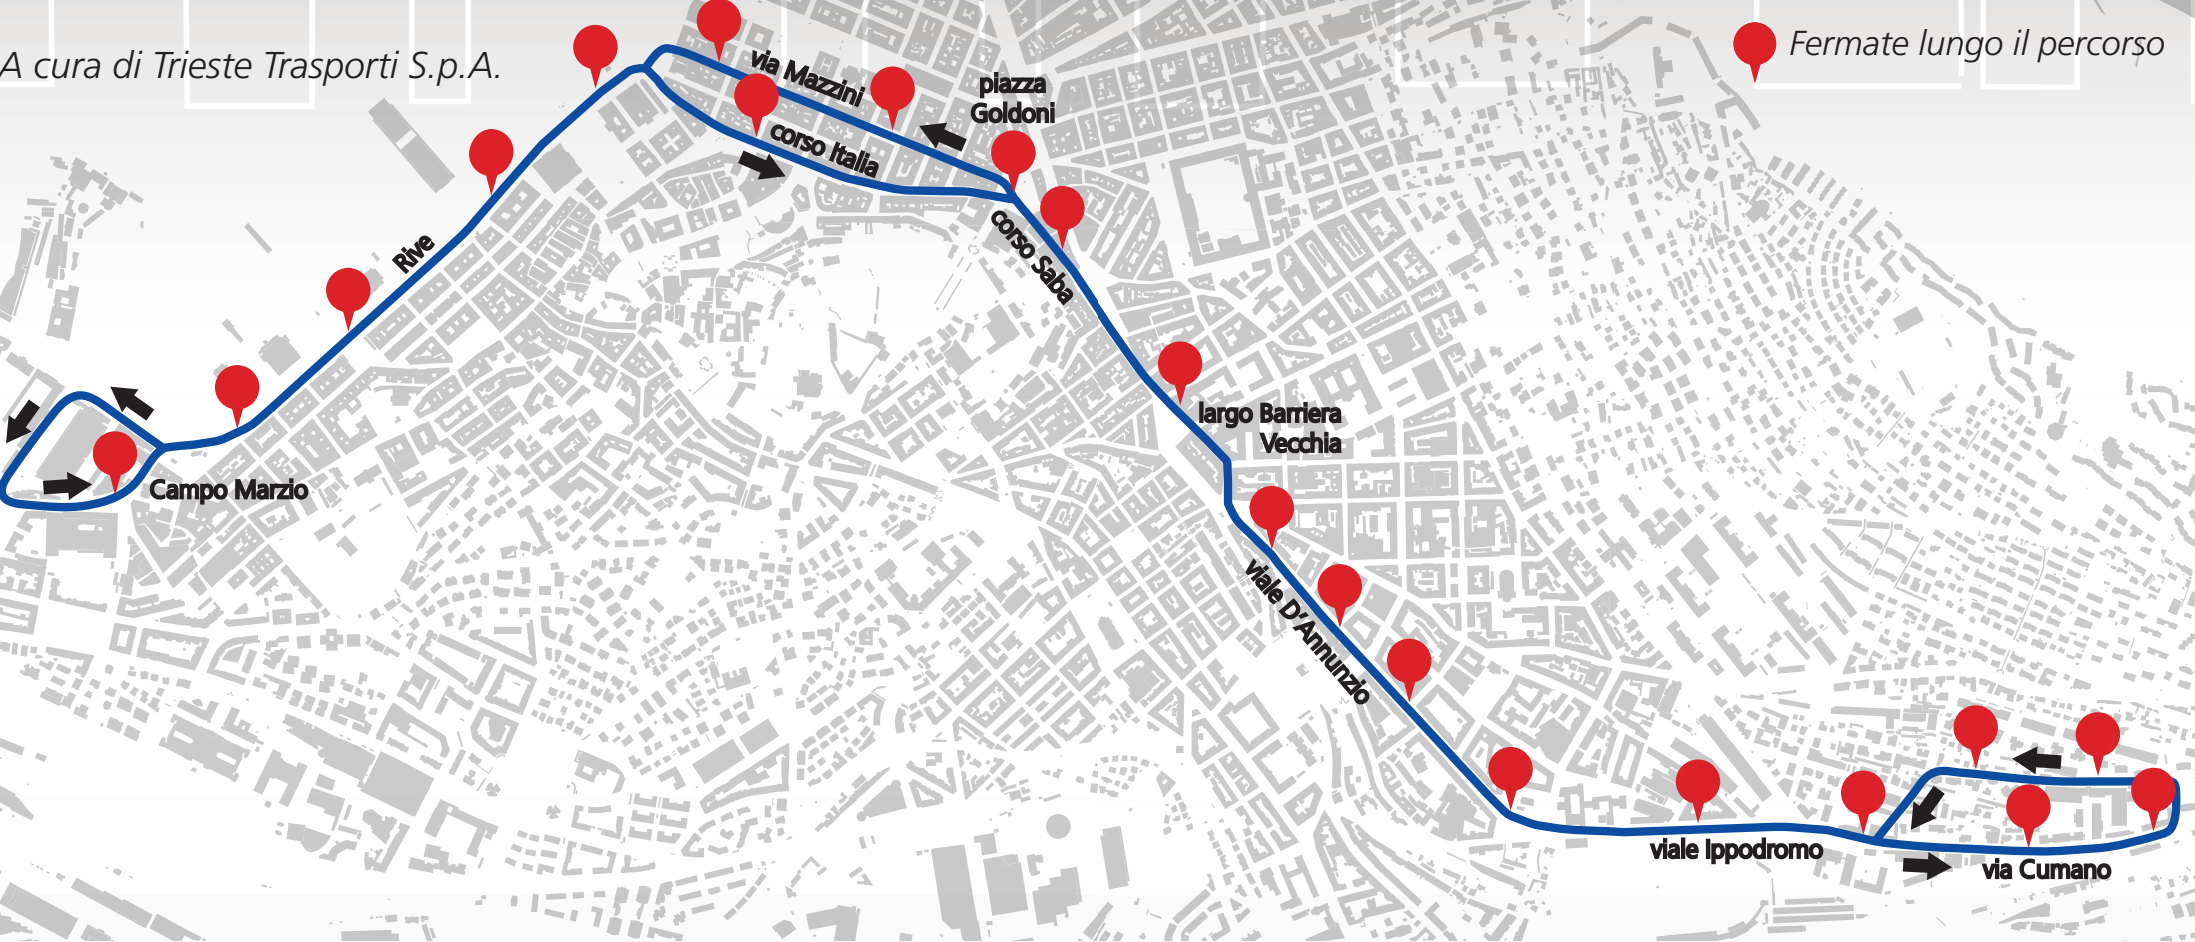 A cura di Trieste Trasporti S.p.A.
Fermate lungo il percorso
via Mazzini
piazza
Goldoni
corso Italia
Rive
corso Saba
largo Barriera
Vecchia
Campo Marzio
viale D'Annunzio
viale Ippodromo
via Cumano